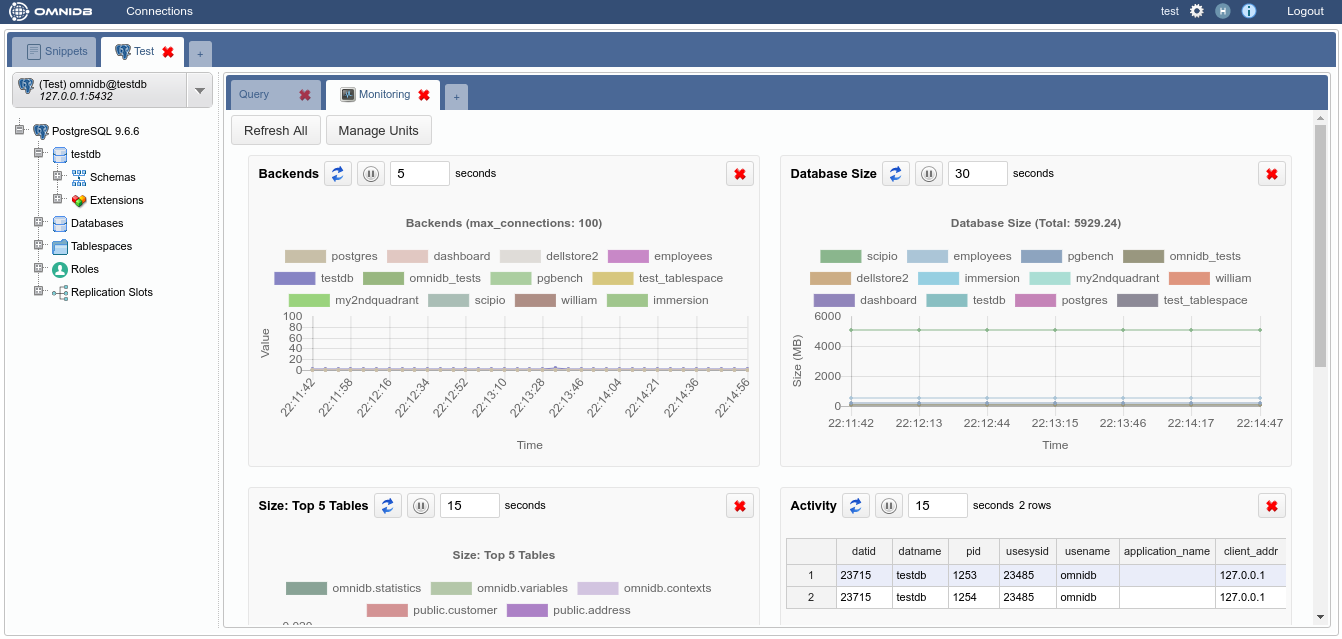 OMNIDB Connections test H i Logout
Snippets Test +
(Test) omnidb@testdb
127.0.0.1:5432
PostgreSQL 9.6.6
testdb
Schemas
Extensions
Databases
Tablespaces
Roles
Replication Slots
Query Monitoring +
Refresh All Manage Units
Backends 5 seconds
Backends (max_connections: 100)
postgres dashboard dellstore2 employees
testdb omnidb_tests pgbench test_tablespace
my2ndquadrant scipio william immersion
Value
100
80
60
40
20
0
22:11:42 22:11:58 22:12:16 22:12:34 22:12:52 22:13:10 22:13:28 22:13:46 22:14:04 22:14:21 22:14:36 22:14:56
Time
Database Size 30 seconds
Database Size (Total: 5929.24)
scipio employees pgbench omnidb_tests
dellstore2 immersion my2ndquadrant william
dashboard testdb postgres test_tablespace
Size (MB)
6000
4000
2000
0
22:11:42 22:12:13 22:12:44 22:13:15 22:13:46 22:14:17 22:14:47
Time
Size: Top 5 Tables 15 seconds
Size: Top 5 Tables
omnidb.statistics omnidb.variables omnidb.contexts
public.customer public.address
Activity 15 seconds 2 rows
datid datname pid usesysid usename application_name client_addr
1 23715 testdb 1253 23485 omnidb 127.0.0.1
2 23715 testdb 1254 23485 omnidb 127.0.0.1